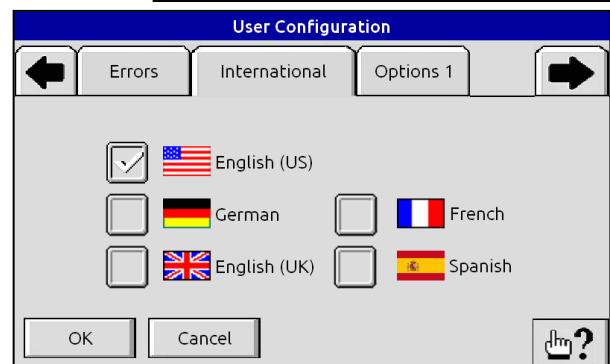 User Configuration
Errors International Options 1
English (US)
German French
English (UK) Spanish
OK Cancel ?